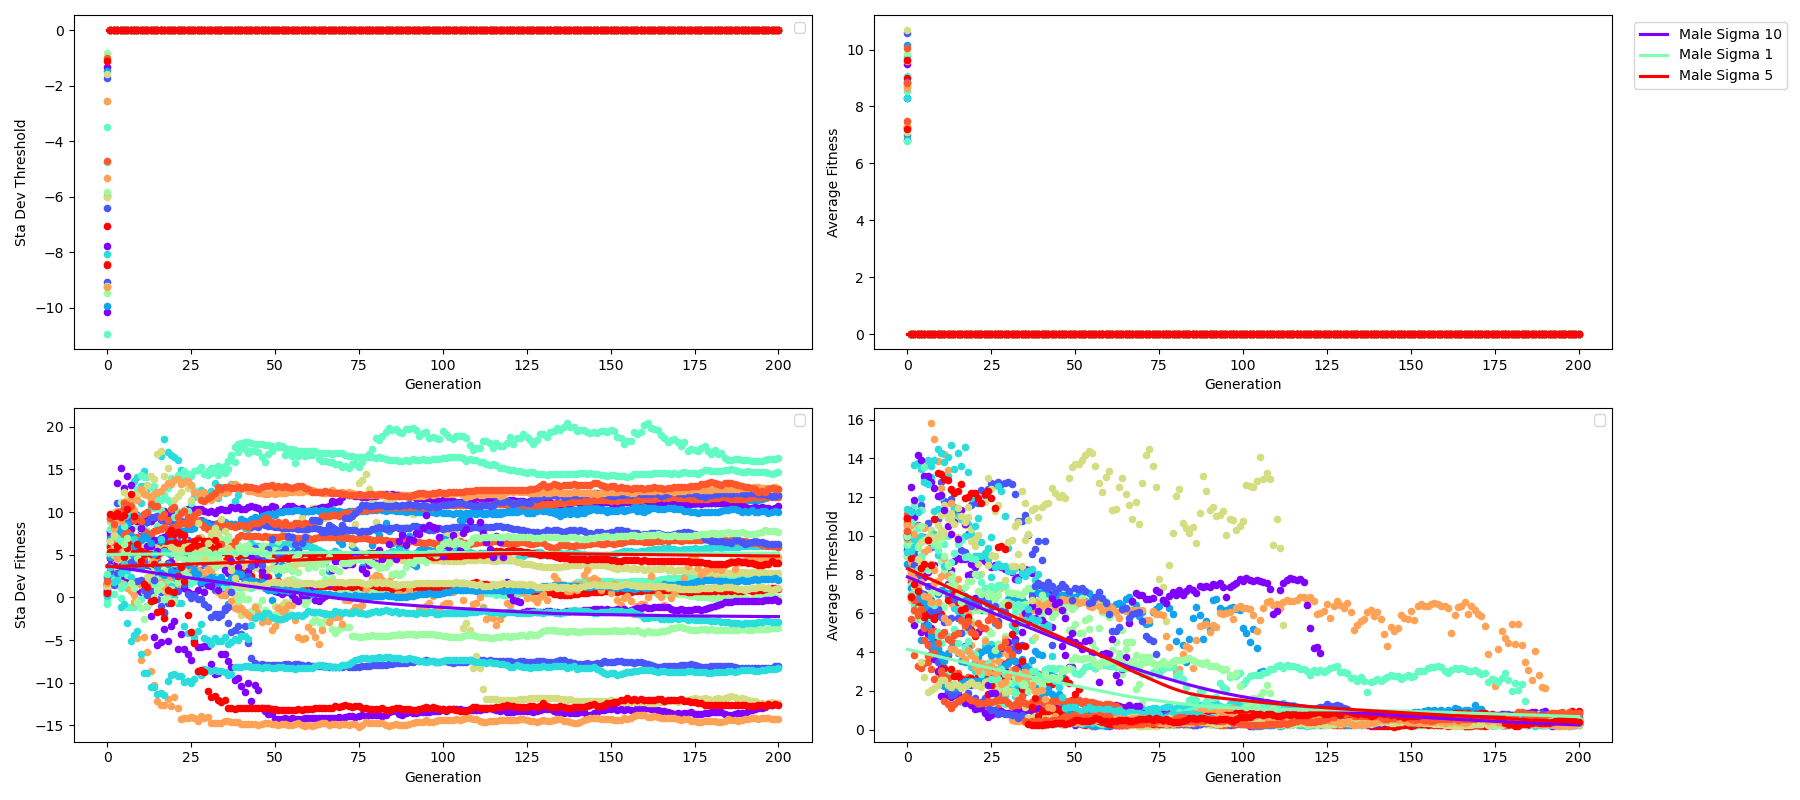 Sta Dev Threshold
0
−2
−4
−6
−8
−10
0 25 50 75 100 125 150 175 200
Generation
Average Fitness
10
8
6
4
2
0
0 25 50 75 100 125 150 175 200
Generation
Male Sigma 10
Male Sigma 1
Male Sigma 5
Sta Dev Fitness
20
15
10
5
0
−5
−10
−15
0 25 50 75 100 125 150 175 200
Generation
Average Threshold
16
14
12
10
8
6
4
2
0
0 25 50 75 100 125 150 175 200
Generation